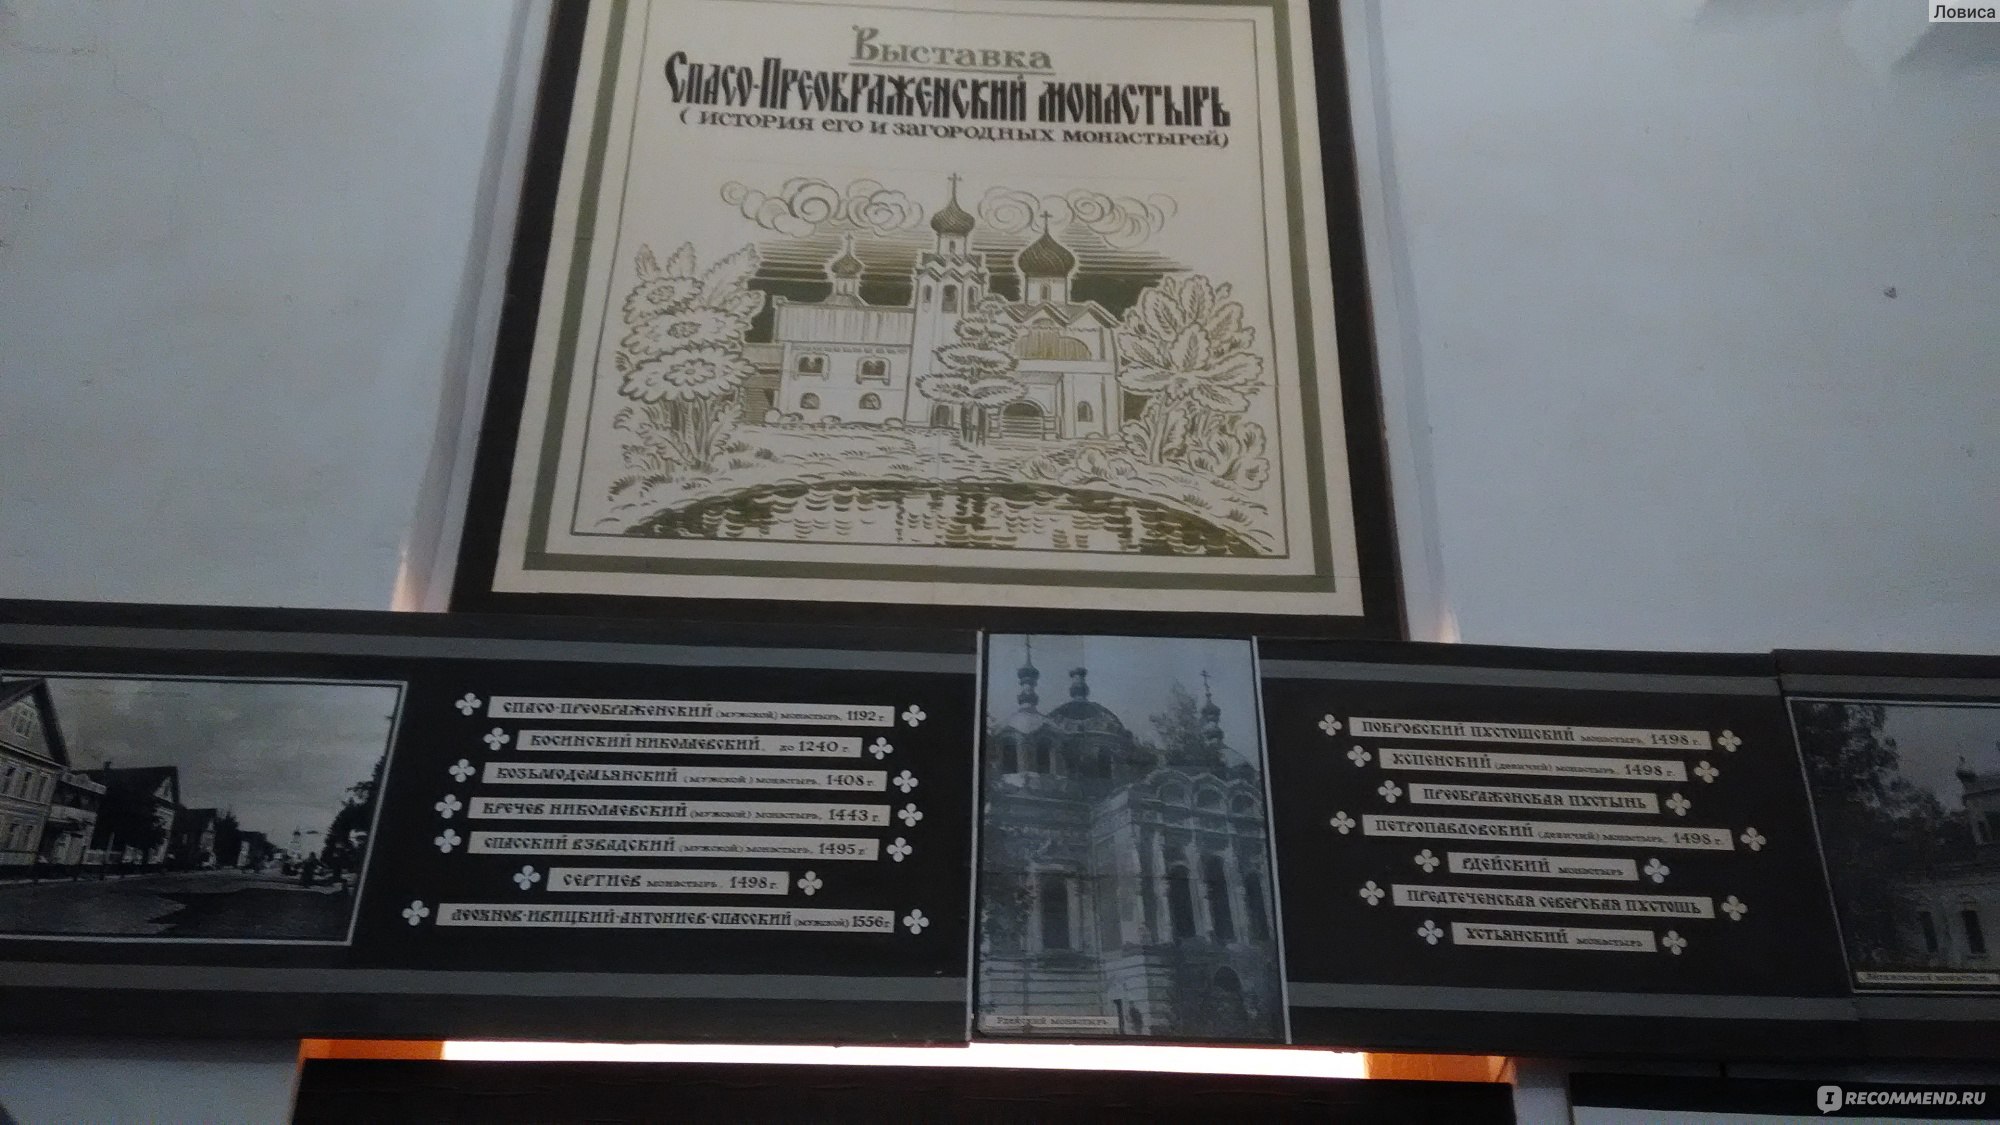 Ловиса
Выставка
Спасо-Преображенский монастырь
(история его и загородных монастырей)
Спасо-Преображенский (мужской) монастырь, 1192 г.
Косинский Николаевский, до 1240 г.
Козьмодемьянский (мужской) монастырь, 1408 г.
Кречев Николаевский (мужской) монастырь, 1443 г.
Спасский Взвадский (мужской) монастырь, 1495 г.
Сергиев монастырь, 1498 г.
Леохнов-Ивицкий-Антониев-Спасский (мужской) 1556 г.
Покровский Пустошский монастырь, 1498 г.
Успенский (девичий) монастырь, 1498 г.
Преображенская пустынь
Петропавловский (девичий) монастырь, 1498 г.
Рдейский монастырь
Предтеченская Северская пустошь
Устьянский монастырь
Рдейский монастырь
монастырь
IRECOMMEND.RU